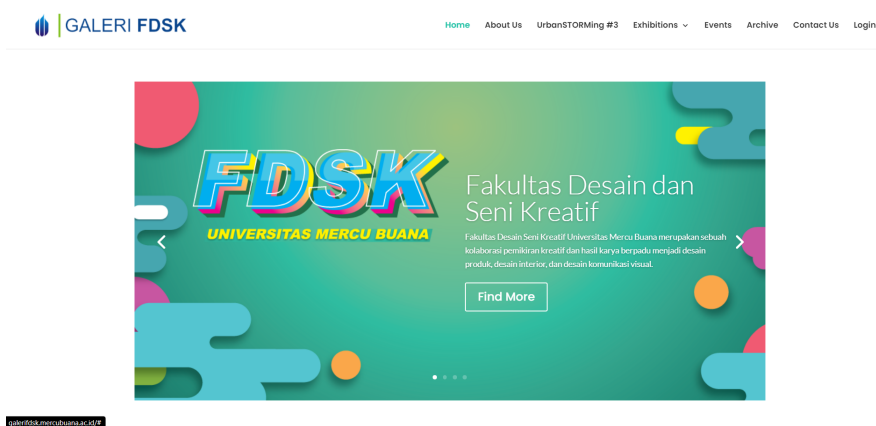 GALERI FDSK
Home About Us UrbanSTORMing #3 Exhibitions Events Archive Contact Us Login
FDSK
UNIVERSITAS MERCU BUANA
Fakultas Desain dan
Seni Kreatif
Fakultas Desain Seni Kreatif Universitas Mercu Buana merupakan sebuah
kolaborasi pemikiran kreatif dan hasil karya berpadu menjadi desain
produk, desain interior, dan desain komunikasi visual.
Find More
galerifdsk.mercubuana.ac.id/#